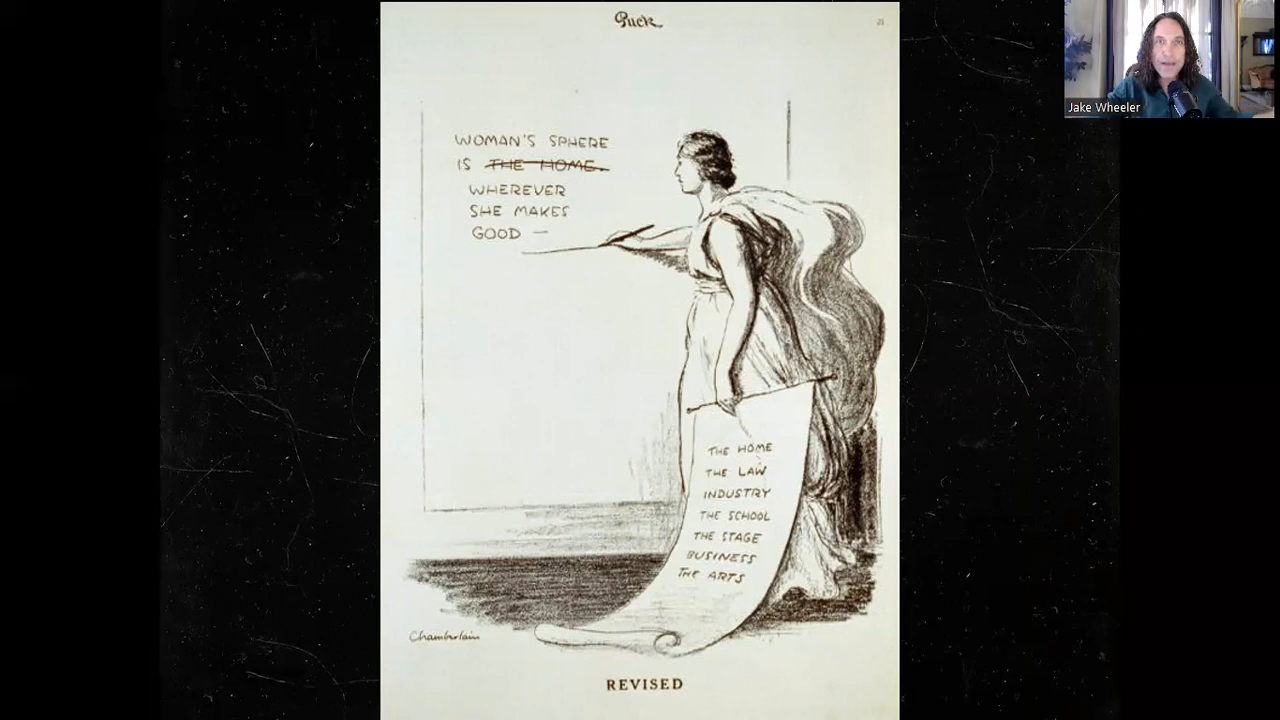 Puck
21
Jake Wheeler
WOMAN'S SPHERE
IS THE HOME.
WHEREVER
SHE MAKES
GOOD —
THE HOME
THE LAW
INDUSTRY
THE SCHOOL
THE STAGE
BUSINESS
THE ARTS
Chamberlain
REVISED